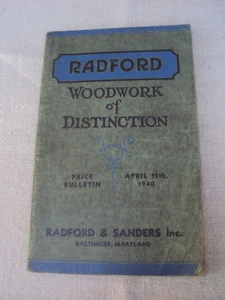 RADFORD
WOODWORK
of
DISTINCTION
PRICE BULLETIN
APRIL 12th, 1940
RADFORD & SANDERS Inc.
BALTIMORE, MARYLAND